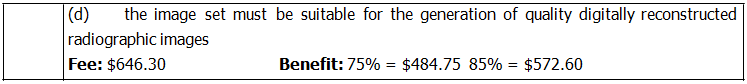 (d) the image set must be suitable for the generation of quality digitally reconstructed
radiographic images
Fee: $646.30 Benefit: 75% = $484.75 85% = $572.60